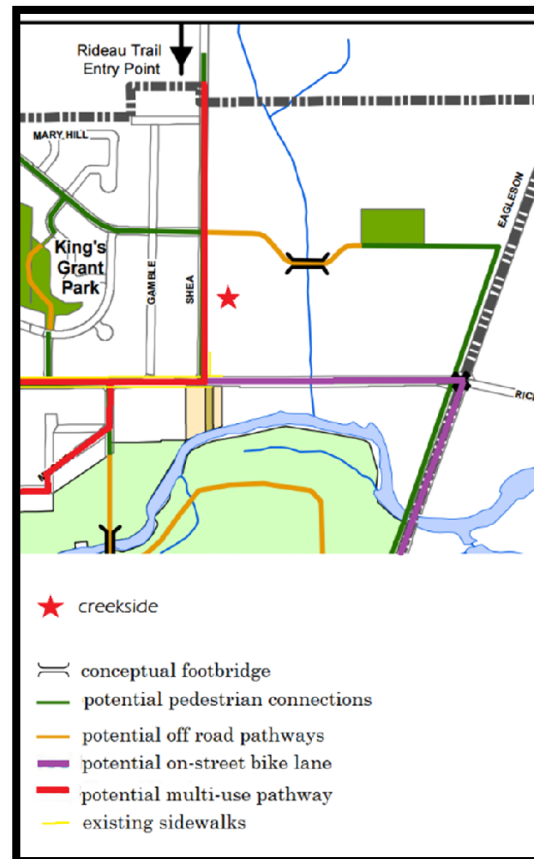 Rideau Trail
Entry Point
MARY HILL
EAGLESON
King's
Grant
Park
GAMBLE
SHEA
RIC
creekside
conceptual footbridge
potential pedestrian connections
potential off road pathways
potential on-street bike lane
potential multi-use pathway
existing sidewalks